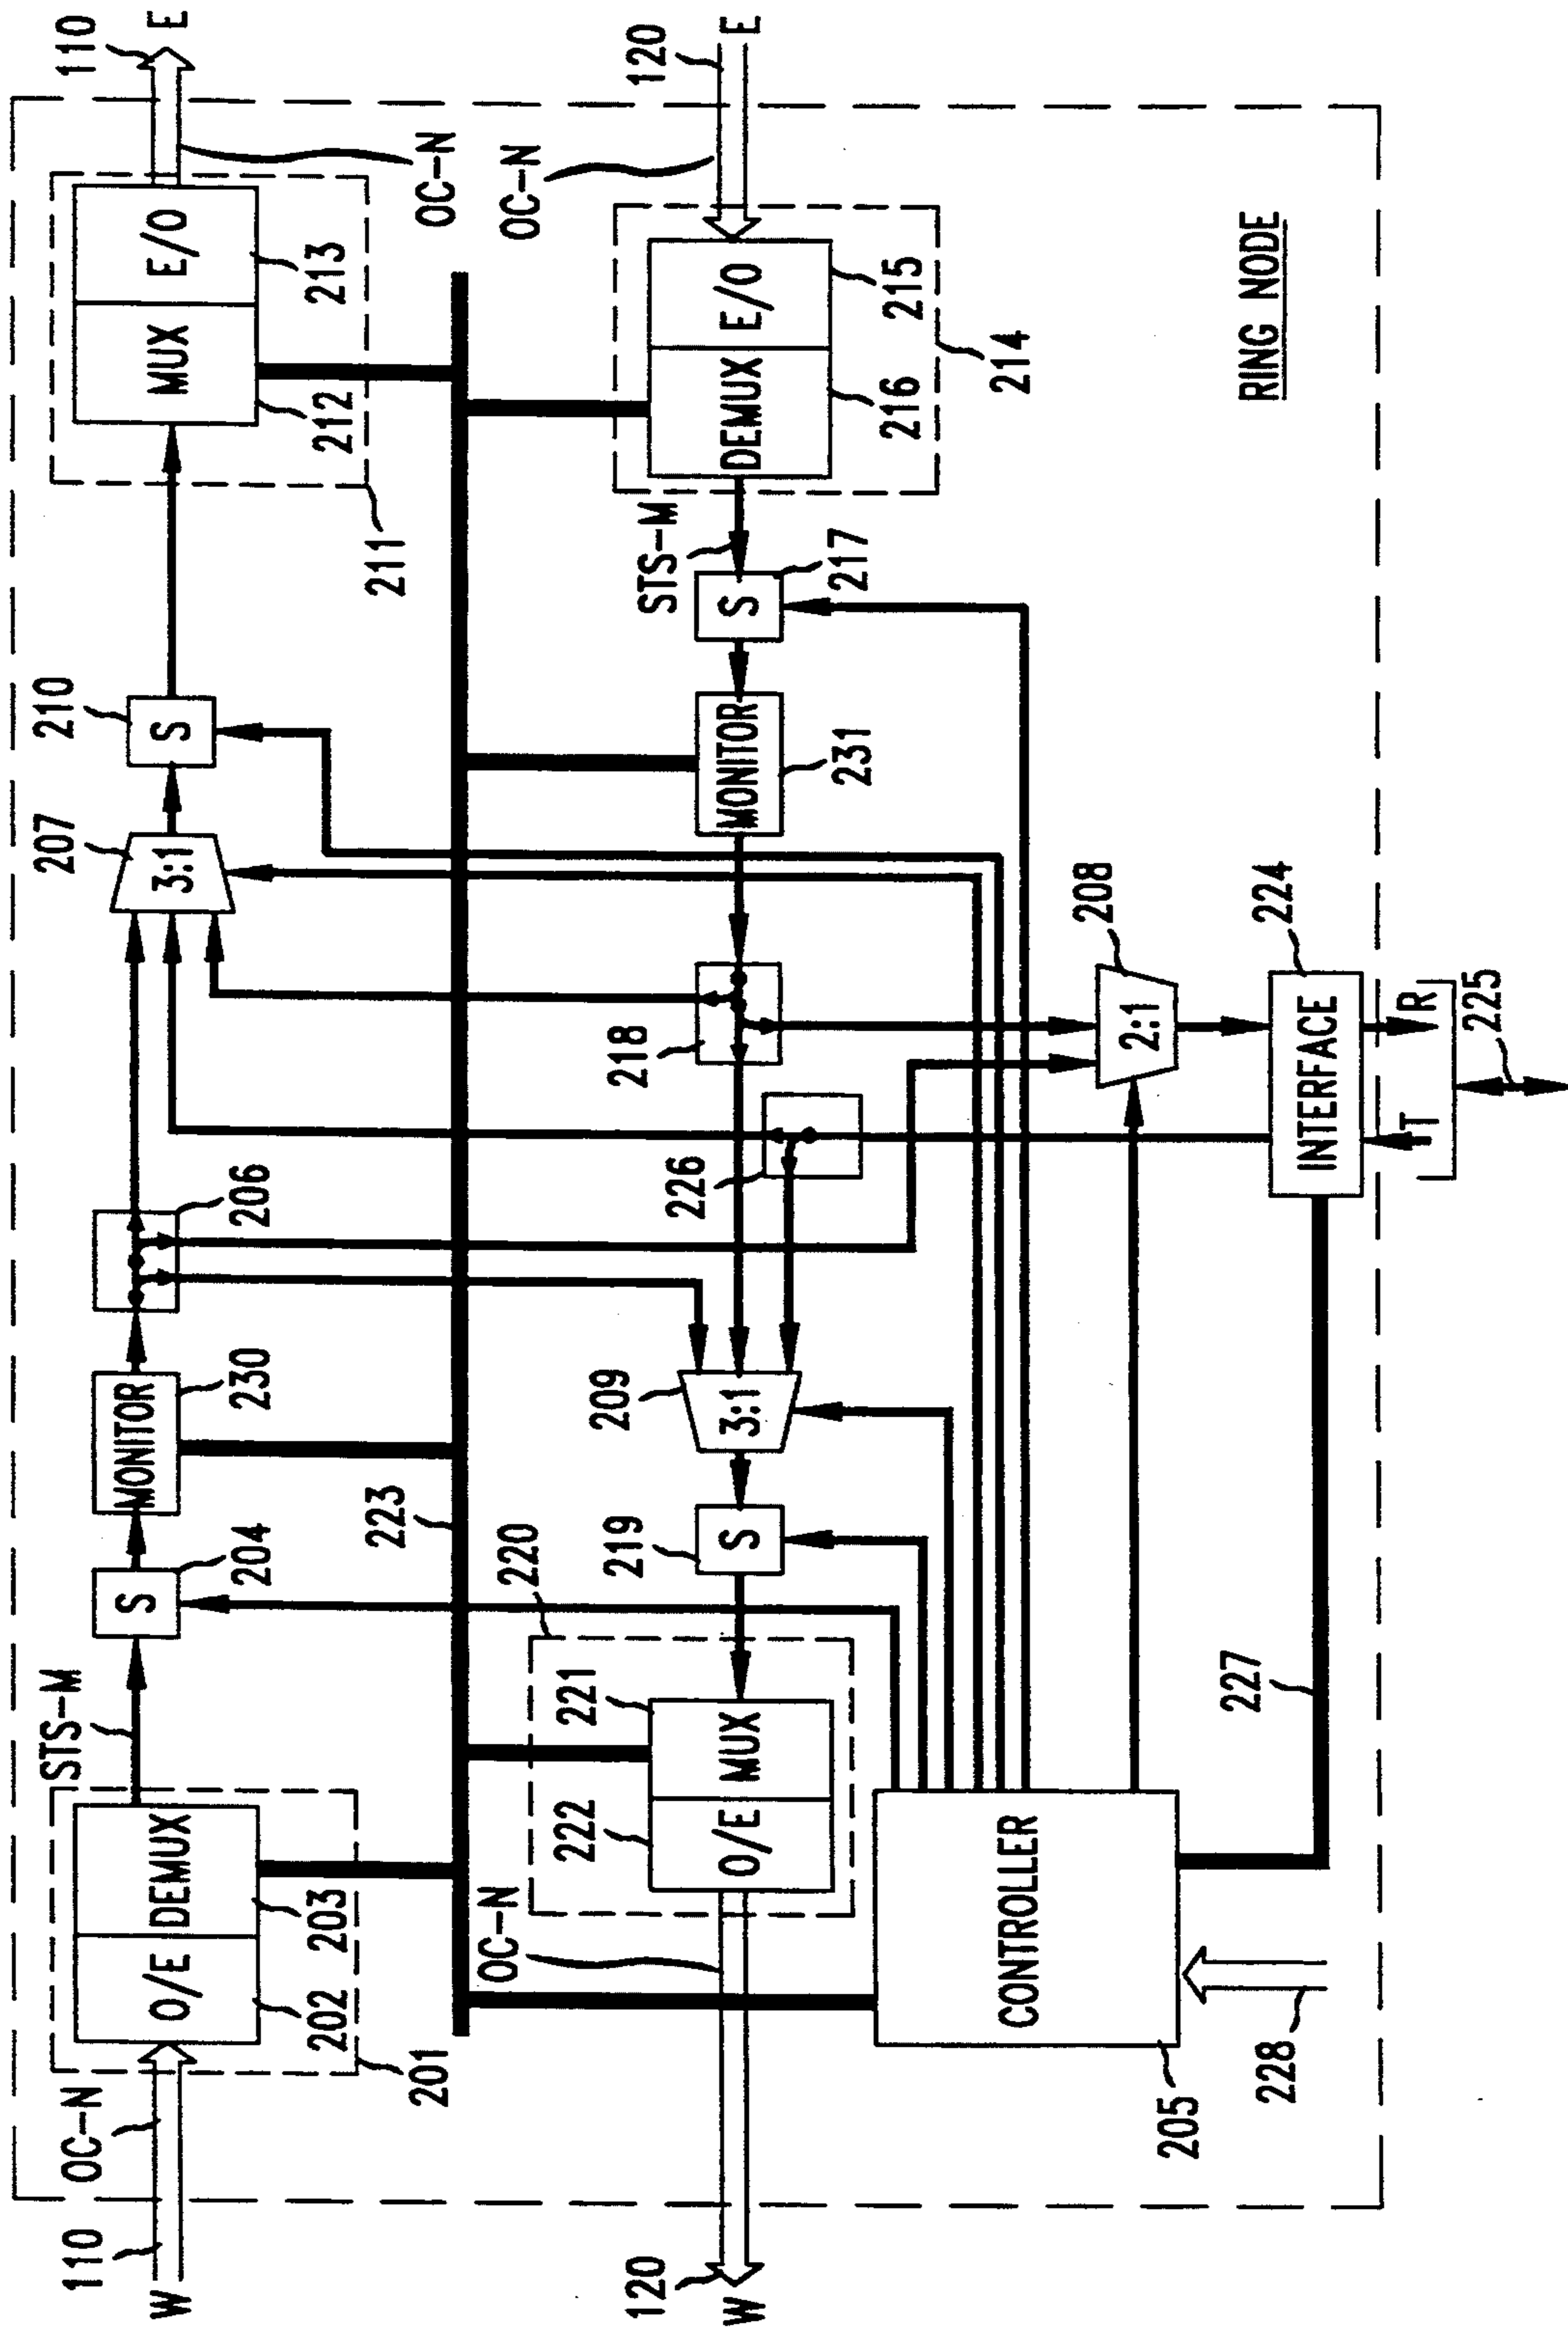 110
W
OC-N
201
O/E
DEMUX
202
203
STS-M
S
204
MONITOR
230
206
207
3:1
S
210
211
MUX
E/O
212
213
110
E
OC-N
223
OC-N
120
E
E/O
215
DEMUX
216
214
STS-M
S
217
MONITOR
231
218
226
209
3:1
S
219
220
MUX
221
O/E
222
OC-N
120
W
CONTROLLER
205
228
227
208
2:1
INTERFACE
224
T
R
225
RING NODE